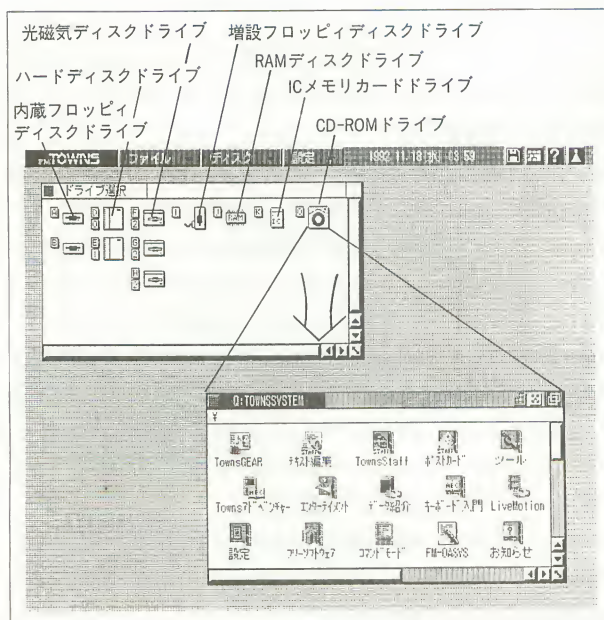 光磁気ディスクドライブ
増設フロッピィディスクドライブ
RAMディスクドライブ
ハードディスクドライブ
ICメモリカードドライブ
内蔵フロッピィ
ディスクドライブ
CD-ROMドライブ
TOWNS ファイル ディスク 設定 1992.11.18
ドライブ選択
A D 0 F 2 I J RAM K IC Q
B E 1 G 2
H 2
Q:TOWNSSYSTEM
¥
TownsGEAR テキスト編集 TownsStaff ポストカード ツール
Townsアドベンチャー エンターテイメント データ紹介 キーボード入門 LiveMotion
設定 フリーソフトウェア コマンドモード FM-OASYS お知らせ